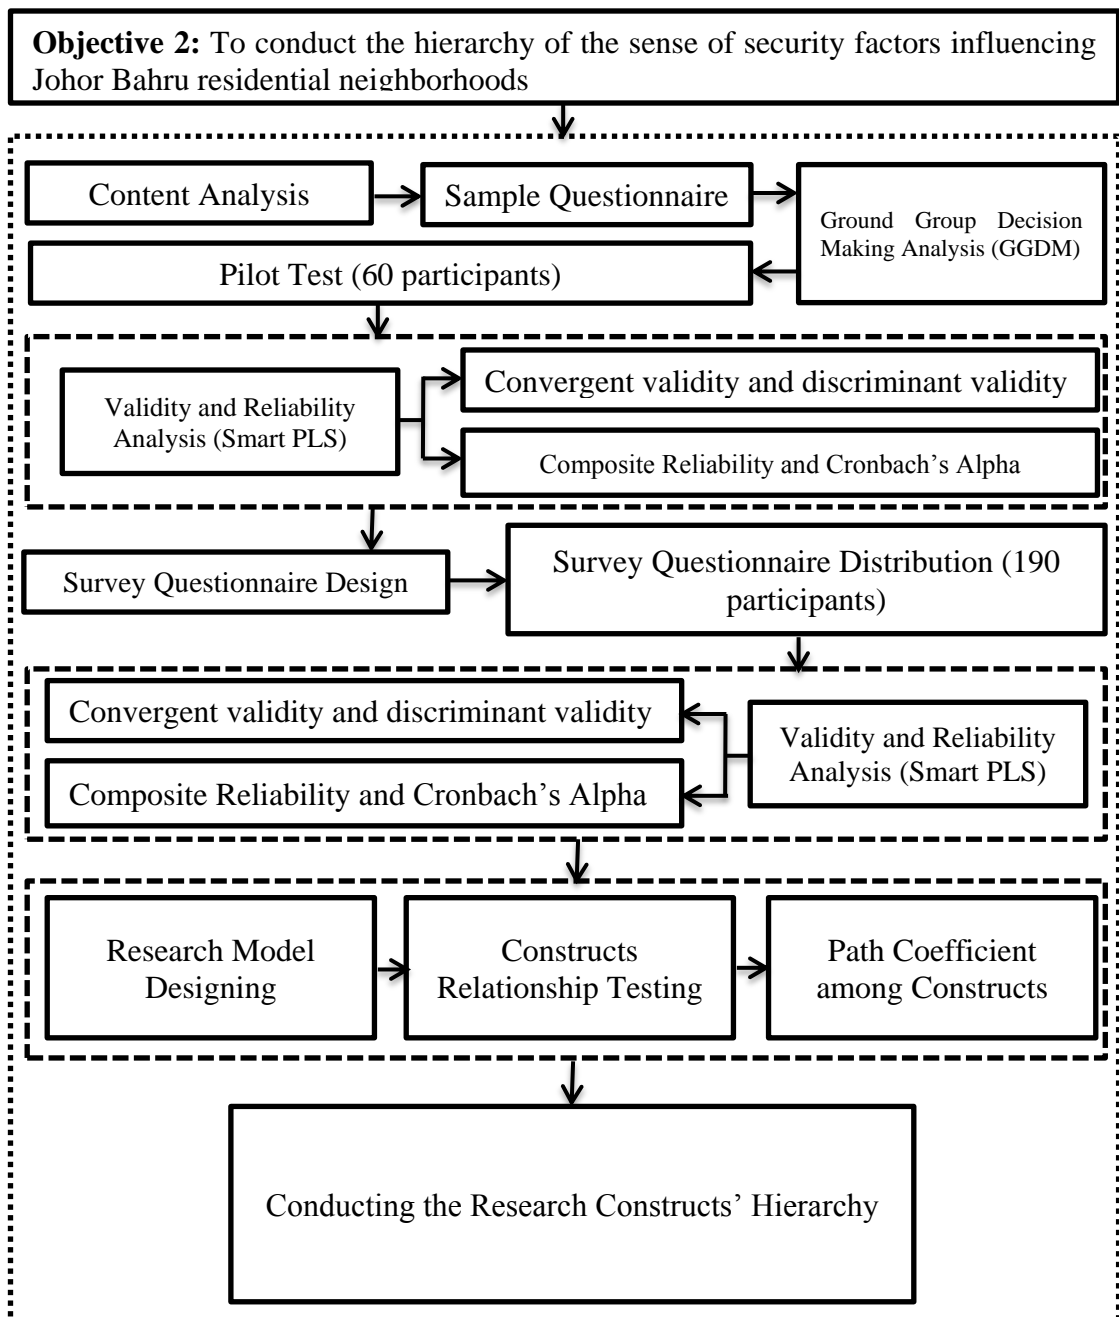 Objective 2: To conduct the hierarchy of the sense of security factors influencing
Johor Bahru residential neighborhoods
Content Analysis
Sample Questionnaire
Ground Group Decision
Making Analysis (GGDM)
Pilot Test (60 participants)
Validity and Reliability
Analysis (Smart PLS)
Convergent validity and discriminant validity
Composite Reliability and Cronbach’s Alpha
Survey Questionnaire Design
Survey Questionnaire Distribution (190
participants)
Convergent validity and discriminant validity
Composite Reliability and Cronbach’s Alpha
Validity and Reliability
Analysis (Smart PLS)
Research Model
Designing
Constructs
Relationship Testing
Path Coefficient
among Constructs
Conducting the Research Constructs’ Hierarchy